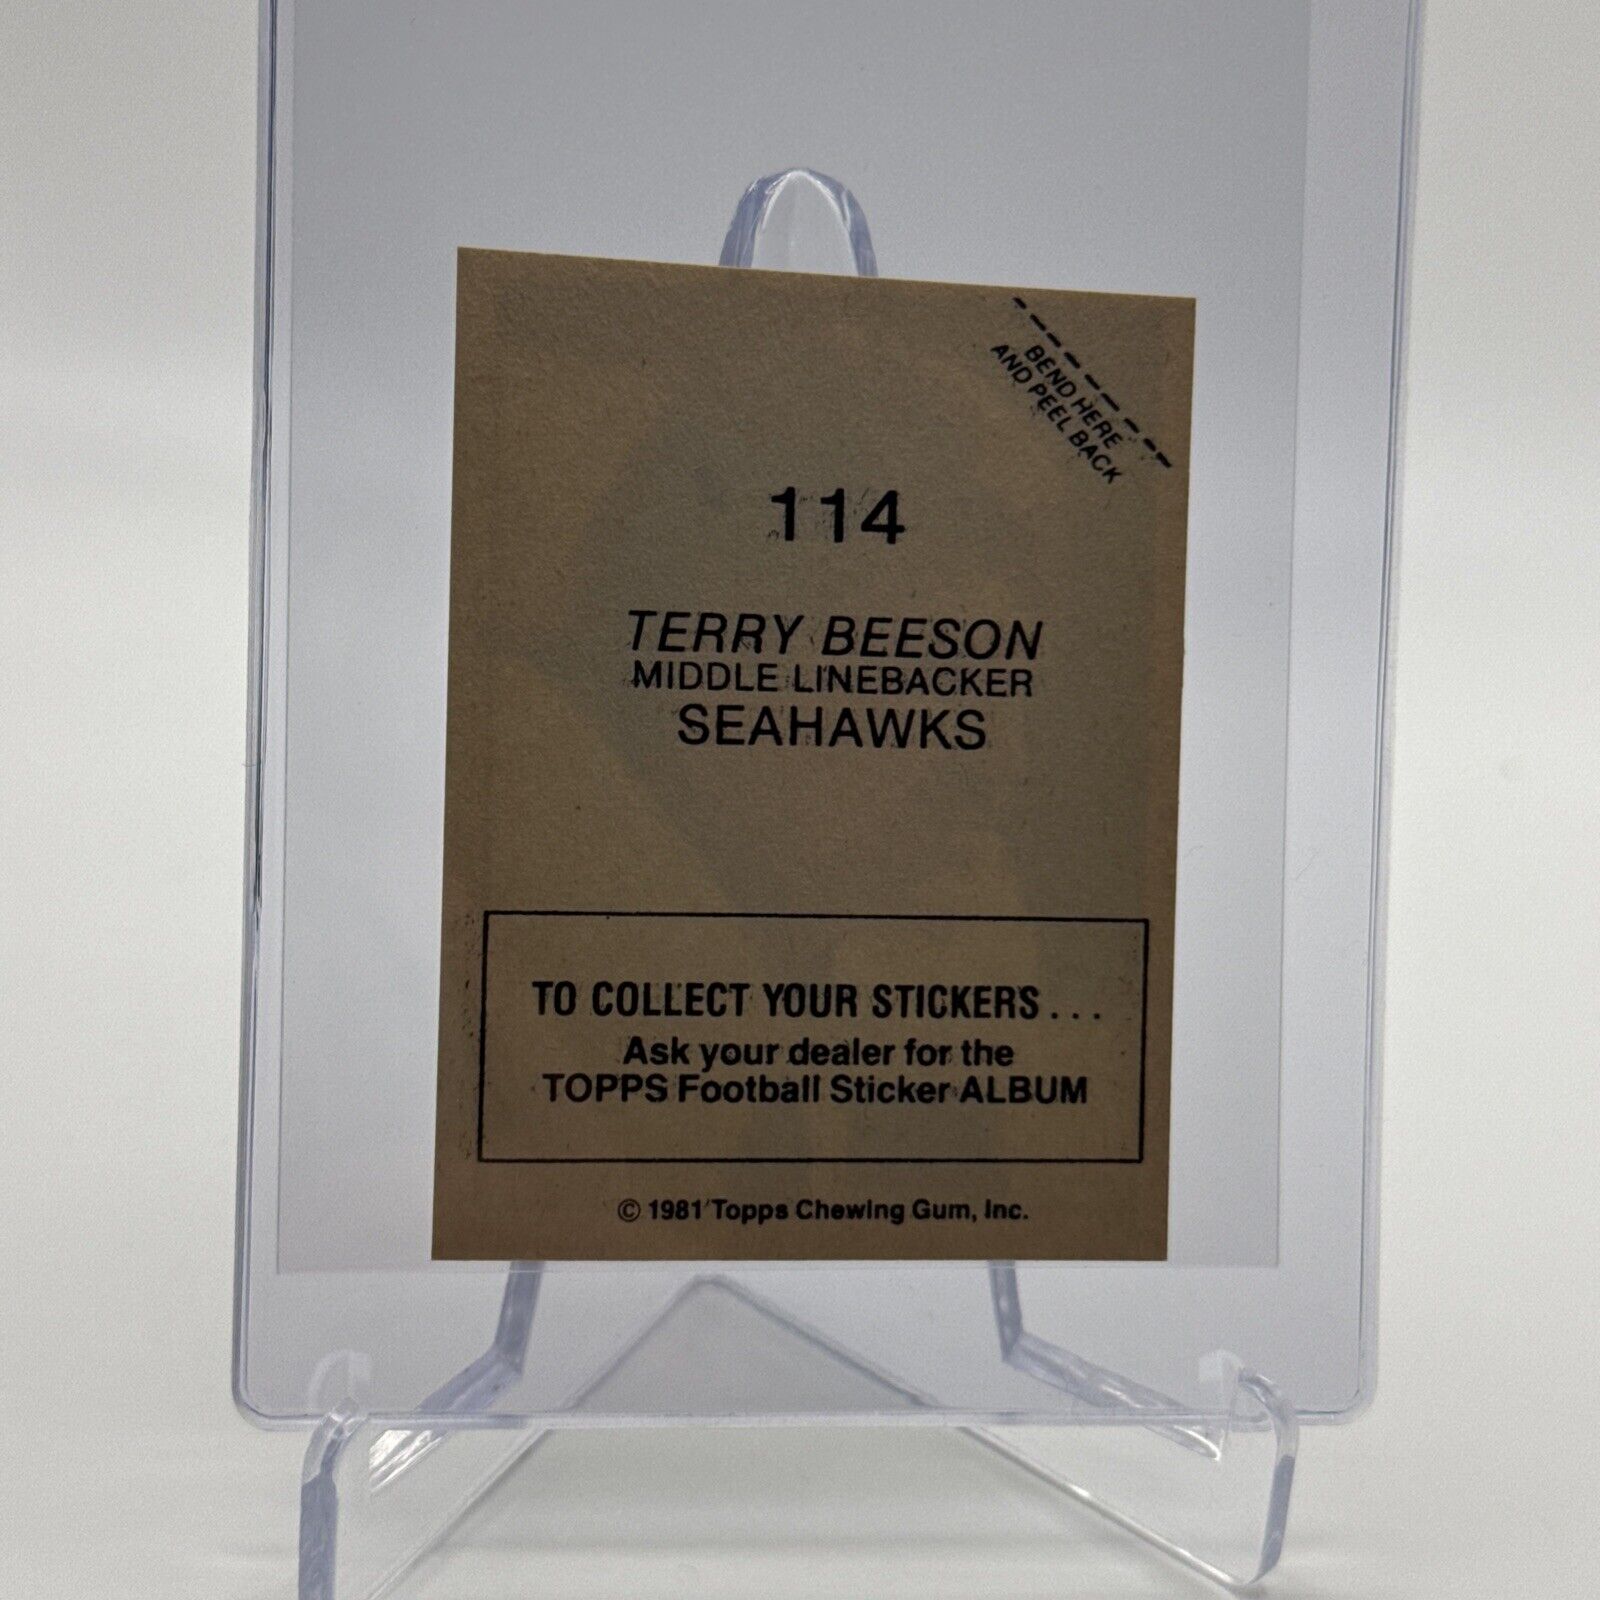 BEND HERE
AND PEEL BACK
114
TERRY BEESON
MIDDLE LINEBACKER
SEAHAWKS
TO COLLECT YOUR STICKERS...
Ask your dealer for the
TOPPS Football Sticker ALBUM
© 1981 Topps Chewing Gum, Inc.